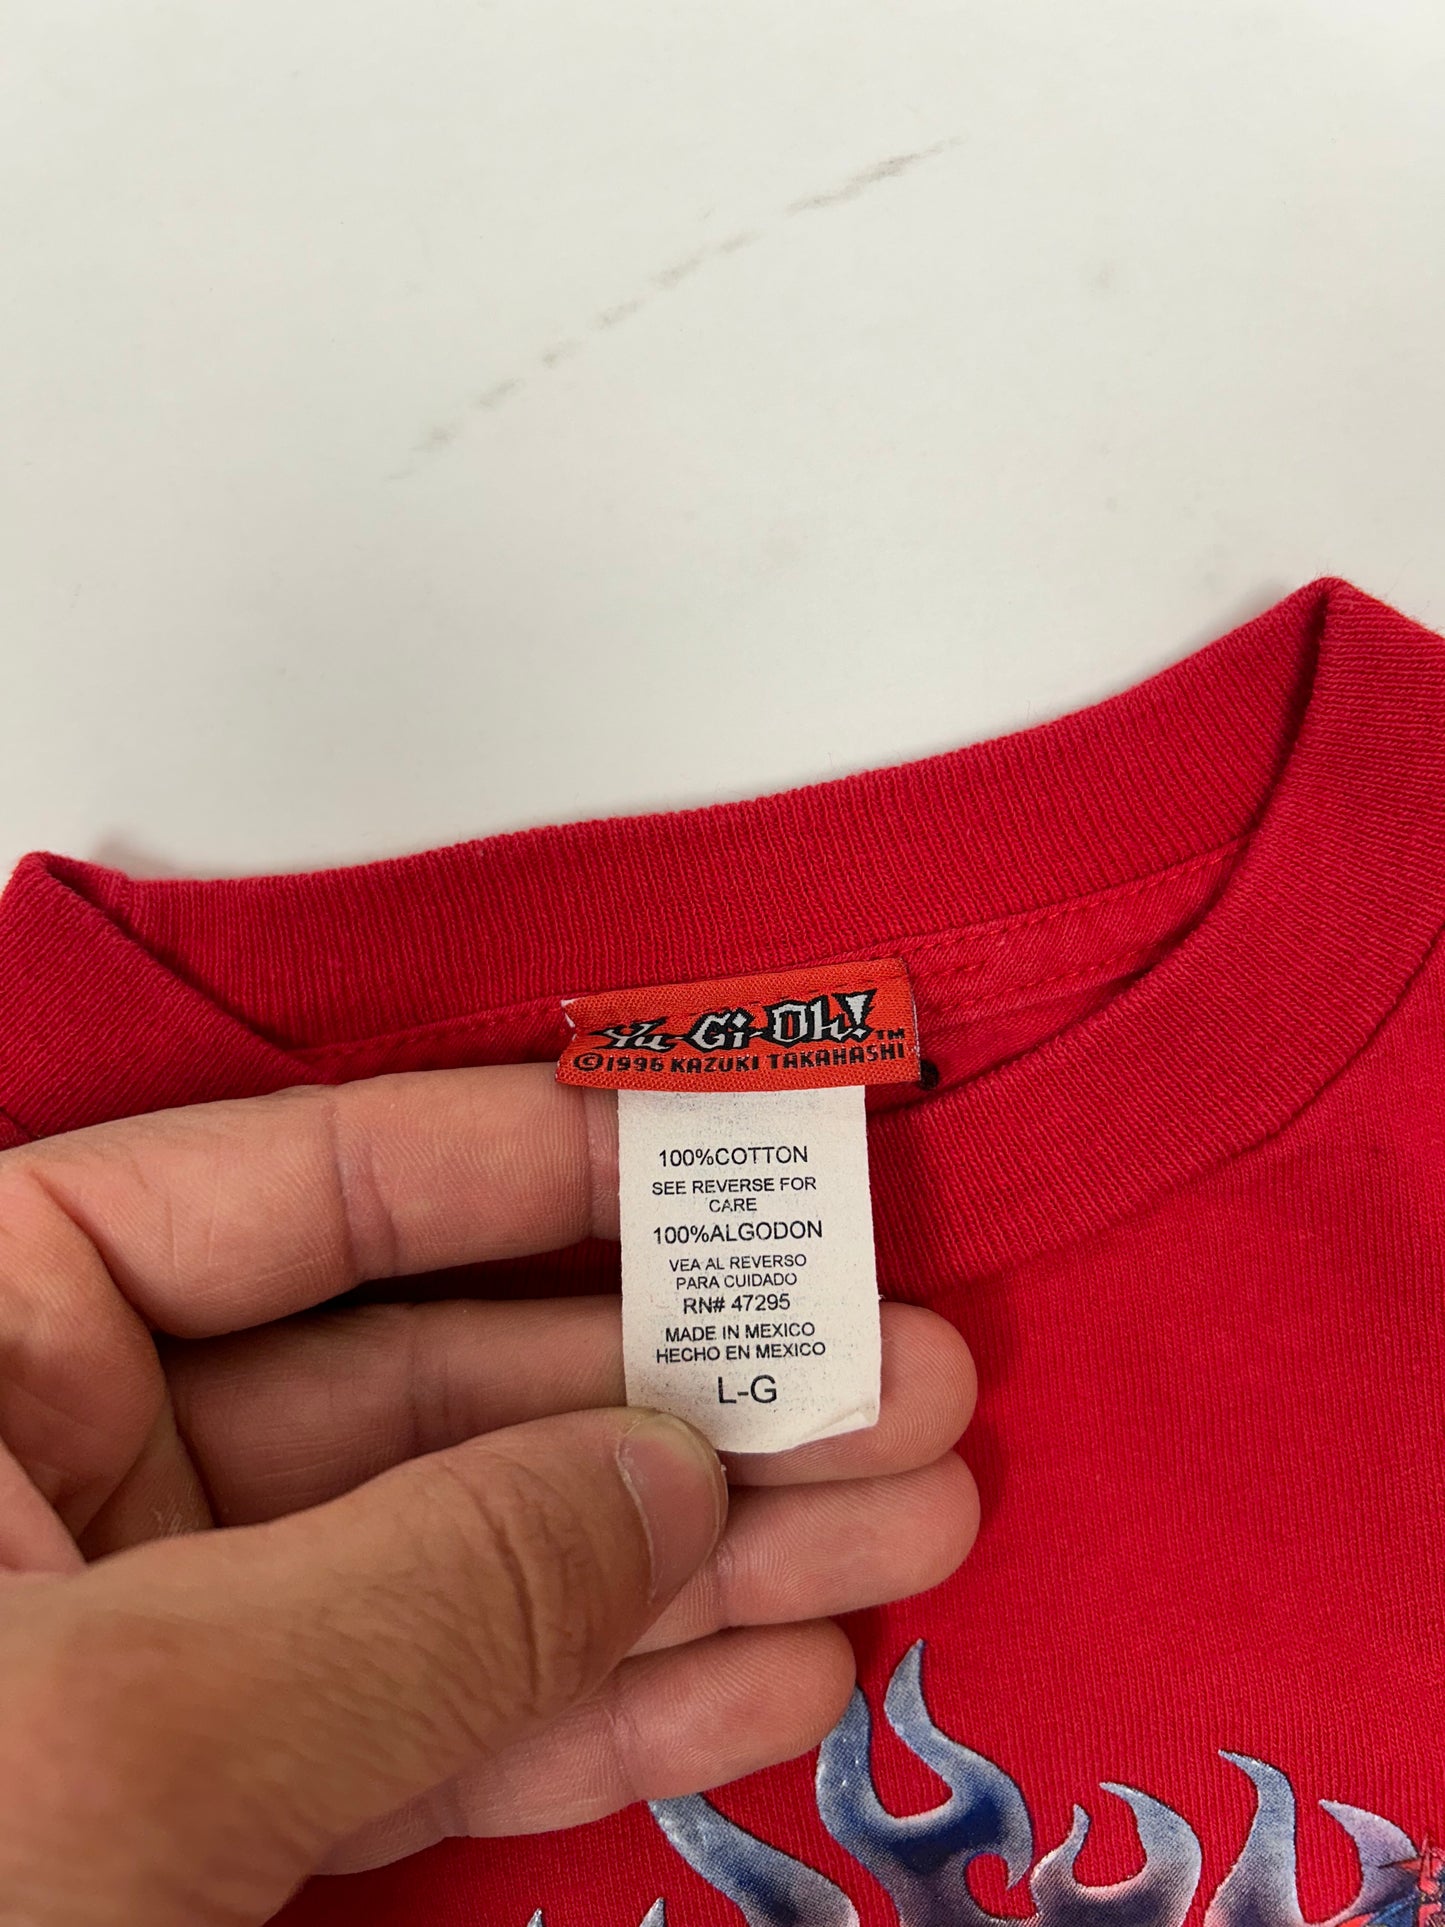 Yu-Gi-Oh!™
©1996 KAZUKI TAKAHASHI
100%COTTON
SEE REVERSE FOR
CARE
100%ALGODON
VEA AL REVERSO
PARA CUIDADO
RN# 47295
MADE IN MEXICO
HECHO EN MEXICO
L-G